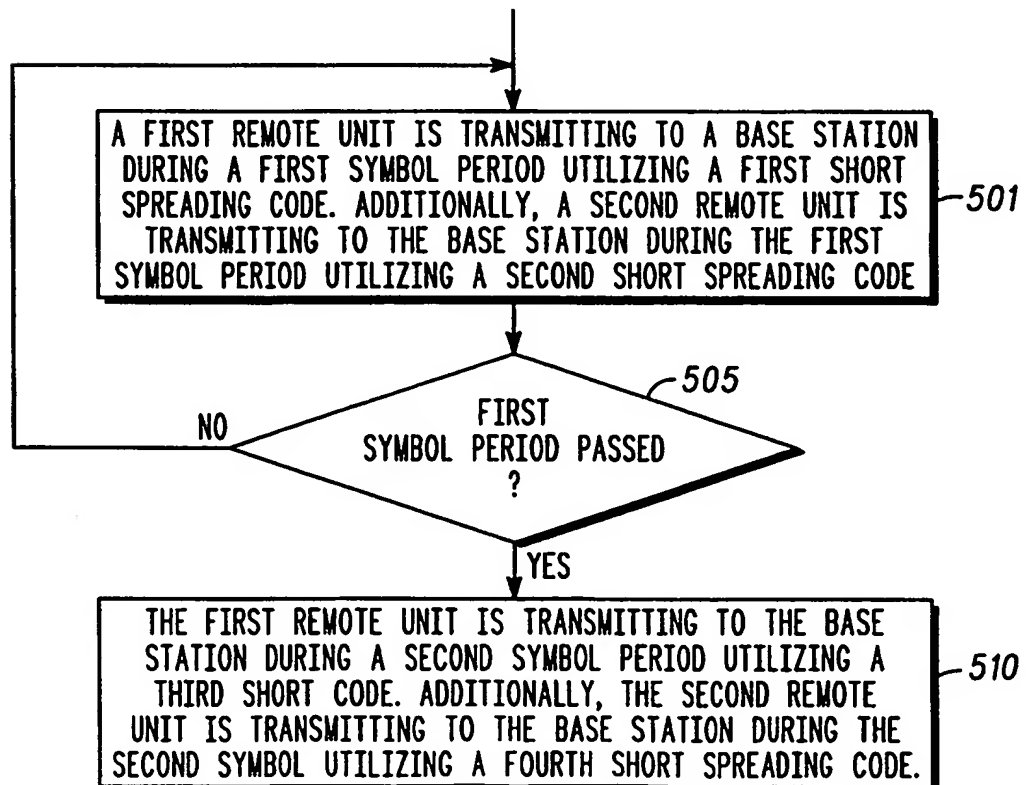 A FIRST REMOTE UNIT IS TRANSMITTING TO A BASE STATION
DURING A FIRST SYMBOL PERIOD UTILIZING A FIRST SHORT
SPREADING CODE. ADDITIONALLY, A SECOND REMOTE UNIT IS
TRANSMITTING TO THE BASE STATION DURING THE FIRST
SYMBOL PERIOD UTILIZING A SECOND SHORT SPREADING CODE
501
505
FIRST
SYMBOL PERIOD PASSED
?
NO
YES
THE FIRST REMOTE UNIT IS TRANSMITTING TO THE BASE
STATION DURING A SECOND SYMBOL PERIOD UTILIZING A
THIRD SHORT CODE. ADDITIONALLY, THE SECOND REMOTE
UNIT IS TRANSMITTING TO THE BASE STATION DURING THE
SECOND SYMBOL UTILIZING A FOURTH SHORT SPREADING CODE.
510